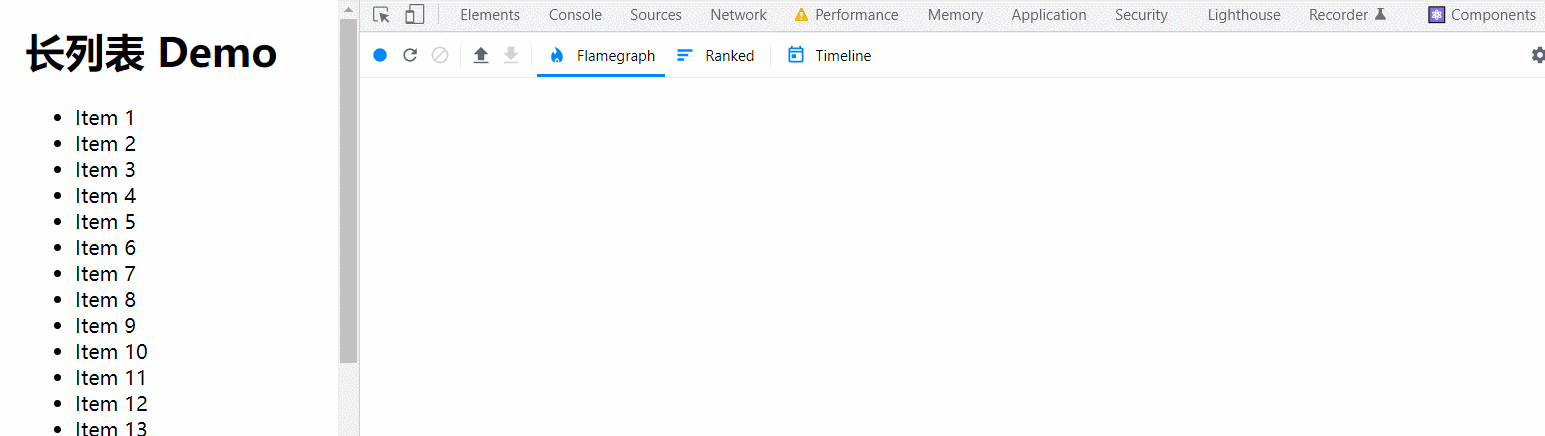 Elements Console Sources Network Performance Memory Application Security Lighthouse Recorder Components
Flamegraph Ranked Timeline
长列表 Demo
Item 1
Item 2
Item 3
Item 4
Item 5
Item 6
Item 7
Item 8
Item 9
Item 10
Item 11
Item 12
Item 13